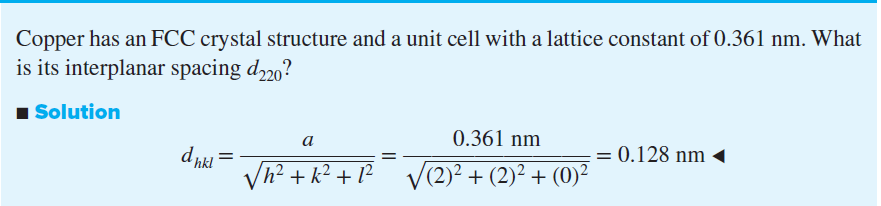 Copper has an FCC crystal structure and a unit cell with a lattice constant of 0.361 nm. What
is its interplanar spacing d₂₂₀?
■ Solution
d_hkl = a / √(h² + k² + l²) = 0.361 nm / √((2)² + (2)² + (0)²) = 0.128 nm ◄